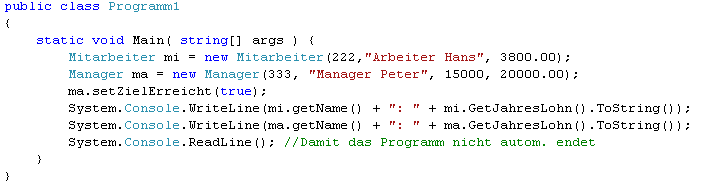 public class Programm1
{
    static void Main( string[] args ) {
        Mitarbeiter mi = new Mitarbeiter(222,"Arbeiter Hans", 3800.00);
        Manager ma = new Manager(333, "Manager Peter", 15000, 20000.00);
        ma.setZielErreicht(true);
        System.Console.WriteLine(mi.getName() + ": " + mi.GetJahresLohn().ToString());
        System.Console.WriteLine(ma.getName() + ": " + ma.GetJahresLohn().ToString());
        System.Console.ReadLine(); //Damit das Programm nicht autom. endet
    }
}